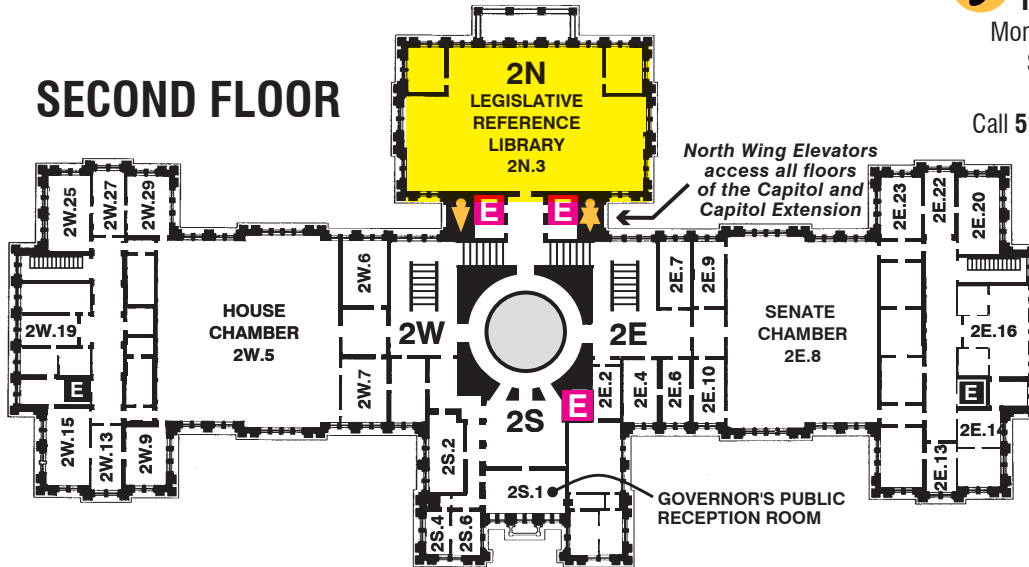 Mor
S
Call 5
SECOND FLOOR
2N
LEGISLATIVE
REFERENCE
LIBRARY
2N.3
North Wing Elevators
access all floors
of the Capitol and
Capitol Extension
E
E
2W.25
2W.27
2W.29
2W.6
2W.19
HOUSE
CHAMBER
2W.5
2W
2W.7
E
2W.15
2W.13
2W.9
2E
2E.7
2E.9
SENATE
CHAMBER
2E.8
2E.23
2E.22
2E.20
2E.16
E
2E.14
2E.13
2E.2
2E.4
2E.6
2E.10
E
2S
2S.2
2S.1
2S.4
2S.6
GOVERNOR'S PUBLIC
RECEPTION ROOM